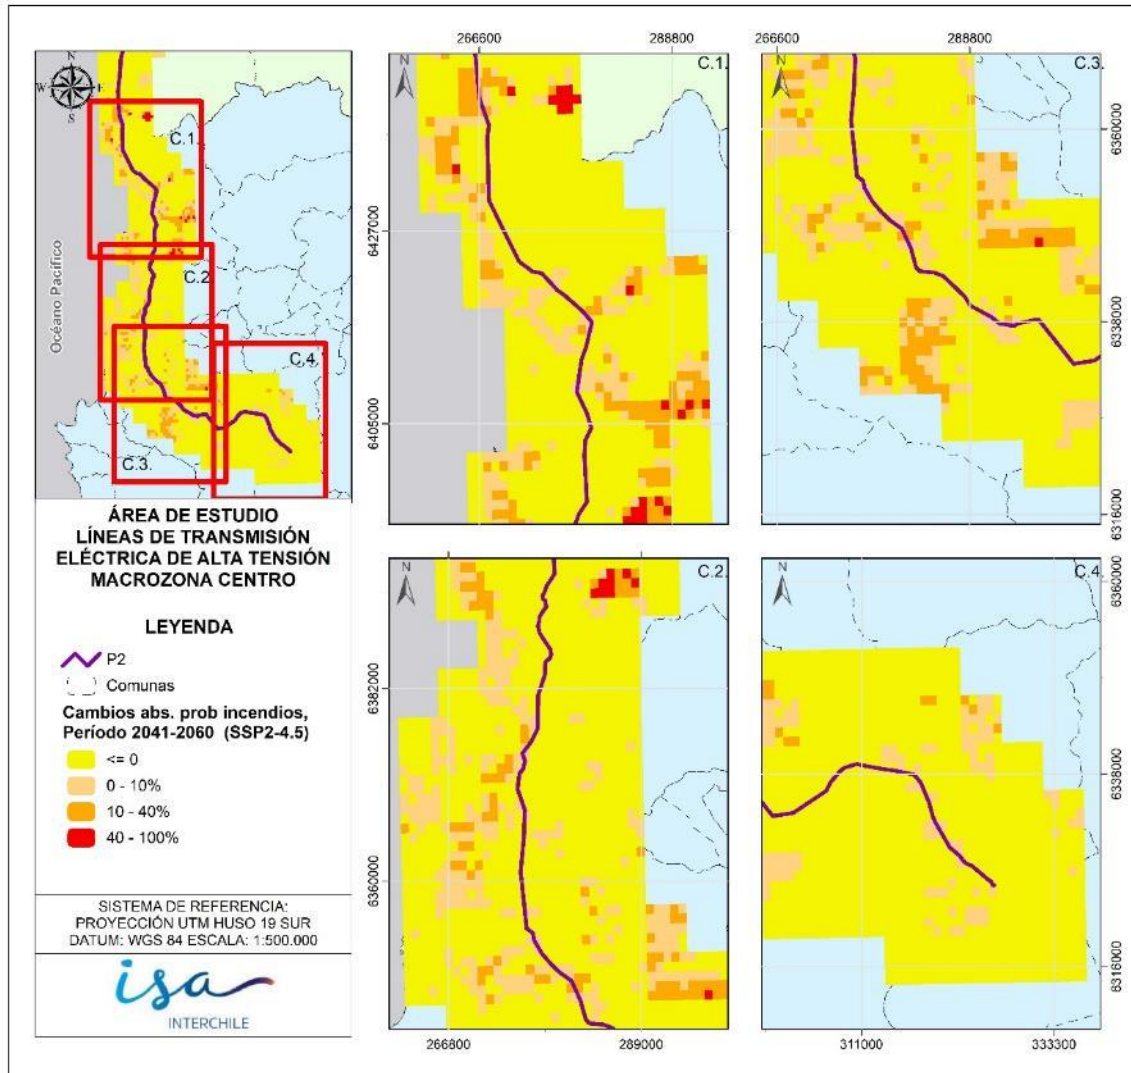 N
W
E
S
C.1.
C.2.
C.3.
C.4.
Océano Pacífico
ÁREA DE ESTUDIO
LÍNEAS DE TRANSMISIÓN
ELÉCTRICA DE ALTA TENSIÓN
MACROZONA CENTRO
LEYENDA
P2
Comunas
Cambios abs. prob incendios,
Período 2041-2060 (SSP2-4.5)
<= 0
0 - 10%
10 - 40%
40 - 100%
SISTEMA DE REFERENCIA:
PROYECCIÓN UTM HUSO 19 SUR
DATUM: WGS 84 ESCALA: 1:500.000
isa
INTERCHILE
266600
288800
N
C.1.
6427000
6405000
266600
288800
N
C.3.
6360000
6338000
6316000
N
C.2.
6382000
6360000
266800
289000
N
C.4.
6360000
6338000
6316000
311000
333300